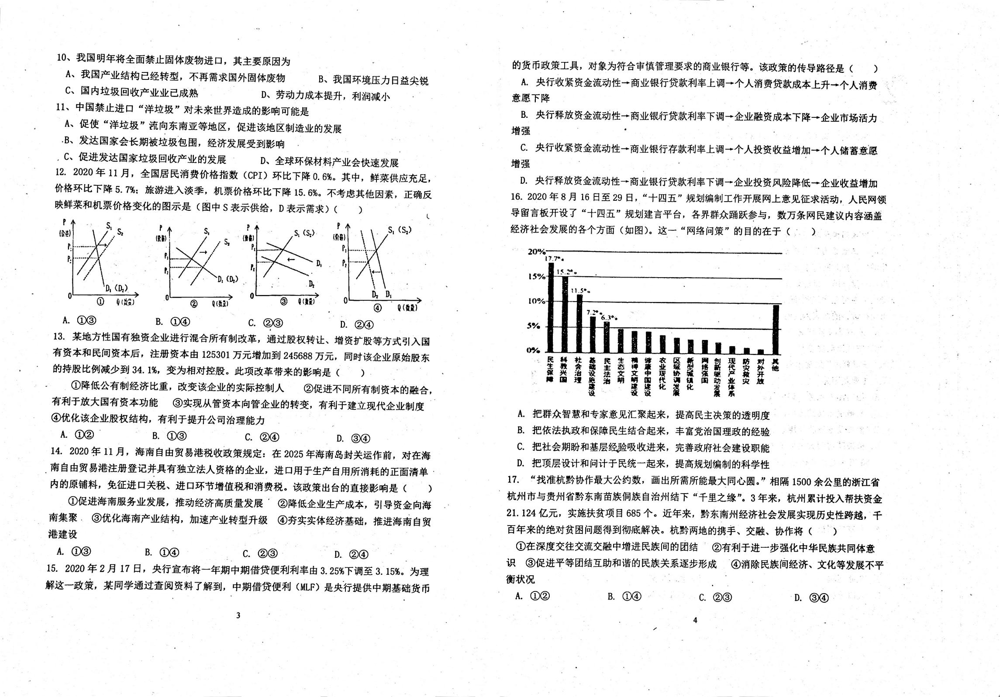 10、我国明年将全面禁止固体废物进口，其主要原因为
A、我国产业结构已经转型，不再需求国外固体废物 B、我国环境压力日益尖锐
C、国内垃圾回收产业业已成熟 D、劳动力成本提升，利润减小
11、中国禁止进口“洋垃圾”对未来世界造成的影响可能是
A、促使“洋垃圾”流向东南亚等地区，促进该地区制造业的发展
B、发达国家会长期被垃圾包围，经济发展受到影响
C、促进发达国家垃圾回收产业的发展 D、全球环保材料产业会快速发展
12. 2020年11月，全国居民消费价格指数（CPI）环比下降0.6%。其中，鲜菜供应充足，
价格环比下降5.7%；旅游进入淡季，机票价格环比下降15.6%。不考虑其他因素，正确反
映鲜菜和机票价格变化的图示是（图中S表示供给，D表示需求）（ ）
P (价格) S₁ S₂ P₁ P₂ D₁ (D₂) 0 ① Q (数量)
P (价格) S₁ S₂ P₁ P₂ D₁ (D₂) 0 ② Q (数量)
P (价格) S₁ (S₂) P₁ P₂ D₁ D₂ 0 ③ Q (数量)
P (价格) S₁ (S₂) P₁ P₂ D₂ D₁ 0 ④ Q (数量)
A. ①③ B. ①④ C. ②③ D. ②④
13. 某地方性国有独资企业进行混合所有制改革，通过股权转让、增资扩股等方式引入国
有资本和民间资本后，注册资本由125301万元增加到245688万元，同时该企业原始股东
的持股比例减少到34.1%，变为相对控股。此项改革带来的影响是（ ）
①降低公有制经济比重，改变该企业的实际控制人 ②促进不同所有制资本的融合，
有利于放大国有资本功能 ③实现从管资本向管企业的转变，有利于建立现代企业制度
④优化该企业股权结构，有利于提升公司治理能力
A. ①② B. ①③ C. ②④ D. ③④
14. 2020年11月，海南自由贸易港税收政策规定：在2025年海南岛封关运作前，对在海
南自由贸易港注册登记并具有独立法人资格的企业，进口用于生产自用所消耗的正面清单
内的原铺料，免征进口关税、进口环节增值税和消费税。该政策出台的直接影响是（ ）
①促进海南服务业发展，推动经济高质量发展 ②降低企业生产成本，引导资金向海
南集聚 ③优化海南产业结构，加速产业转型升级 ④夯实实体经济基础，推进海南自贸
港建设
A. ①③ B. ①④ C. ②③ D. ②④
15. 2020年2月17日，央行宣布将一年期中期借贷便利利率由3.25%下调至3.15%。为理
解这一政策，某同学通过查阅资料了解到，中期借贷便利（MLF）是央行提供中期基础货币
3
的货币政策工具，对象为符合审慎管理要求的商业银行等。该政策的传导路径是（ ）
A. 央行收紧资金流动性→商业银行贷款利率上调→个人消费贷款成本上升→个人消费
意愿下降
B. 央行释放资金流动性→商业银行贷款利率下调→企业融资成本下降→企业市场活力
增强
C. 央行收紧资金流动性→商业银行存款利率上调→个人投资收益增加→个人储蓄意愿
增强
D. 央行释放资金流动性→商业银行贷款利率下调→企业投资风险降低→企业收益增加
16. 2020年8月16日至29日，“十四五”规划编制工作开展网上意见征求活动，人民网领
导留言板开设了“十四五”规划建言平台，各界群众踊跃参与，数万条网民建议内容涵盖
经济社会发展的各个方面（如图）。这一“网络问策”的目的在于（ ）
20%
17.7%
15%
15.2%
11.5%
10%
7.2%
6.3%
5%
0%
民生保障 科教兴国 社会治理 基础设施建设 民主法治 生态文明 精神文明建设 健康中国建设 农业现代化 区域协调发展 新型城镇化 网络强国 创新驱动发展 现代产业体系 防灾救灾 对外开放 其他
A. 把群众智慧和专家意见汇聚起来，提高民主决策的透明度
B. 把依法执政和保障民生结合起来，丰富党治国理政的经验
C. 把社会期盼和基层经验吸收进来，完善政府社会建设职能
D. 把顶层设计和问计于民统一起来，提高规划编制的科学性
17. “找准杭黔协作最大公约数，画出所需所能最大同心圆。”相隔1500余公里的浙江省
杭州市与贵州省黔东南苗族侗族自治州结下“千里之缘”。3年来，杭州累计投入帮扶资金
21.124亿元，实施扶贫项目685个。近年来，黔东南州经济社会发展实现历史性跨越，千
百年来的绝对贫困问题得到彻底解决。杭黔两地的携手、交融、协作将（ ）
①在深度交往交流交融中增进民族间的团结 ②有利于进一步强化中华民族共同体意
识 ③促进平等团结互助和谐的民族关系逐步形成 ④消除民族间经济、文化等发展不平
衡状况
A. ①② B. ①④ C. ②③ D. ③④
4